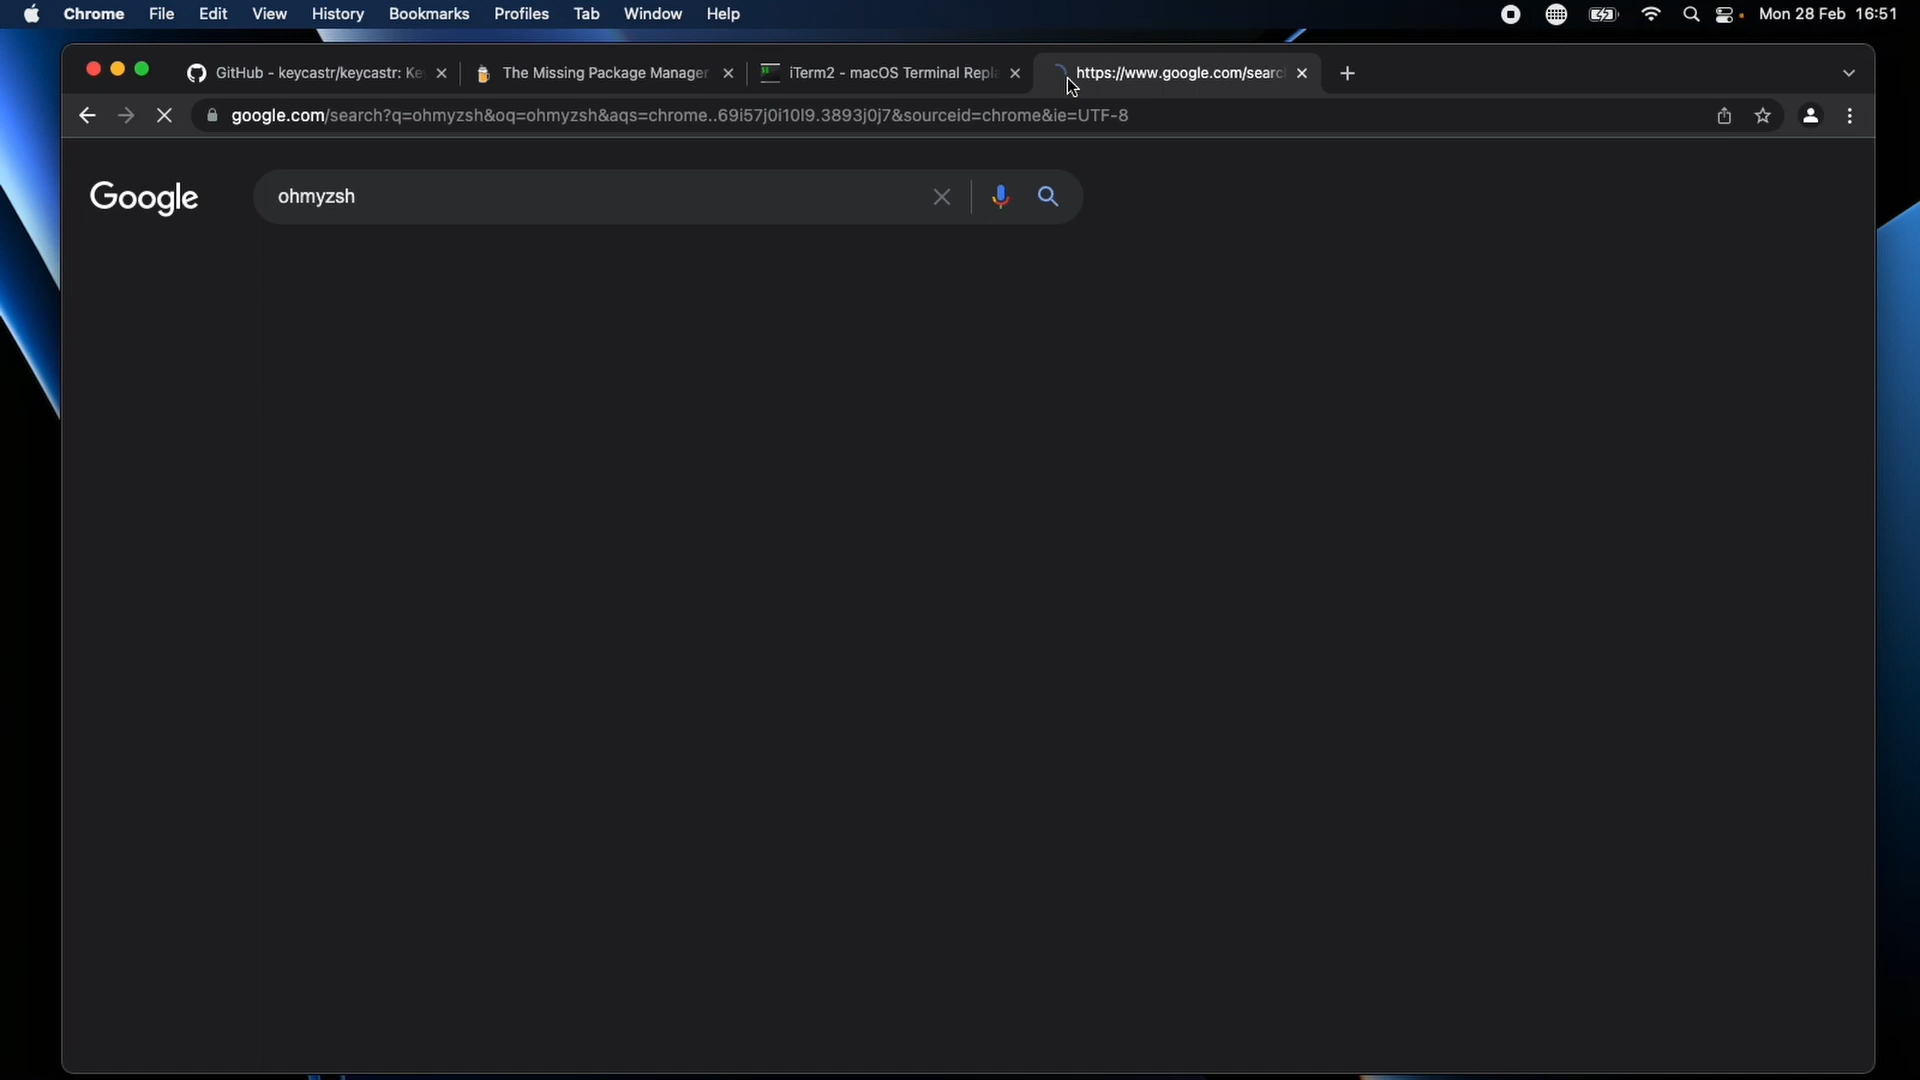 Chrome File Edit View History Bookmarks Profiles Tab Window Help Mon 28 Feb 16:51
GitHub - keycastr/keycastr: Ke The Missing Package Manager iTerm2 - macOS Terminal Repla https://www.google.com/searc
google.com/search?q=ohmyzsh&oq=ohmyzsh&aqs=chrome..69i57j0i10l9.3893j0j7&sourceid=chrome&ie=UTF-8
Google ohmyzsh